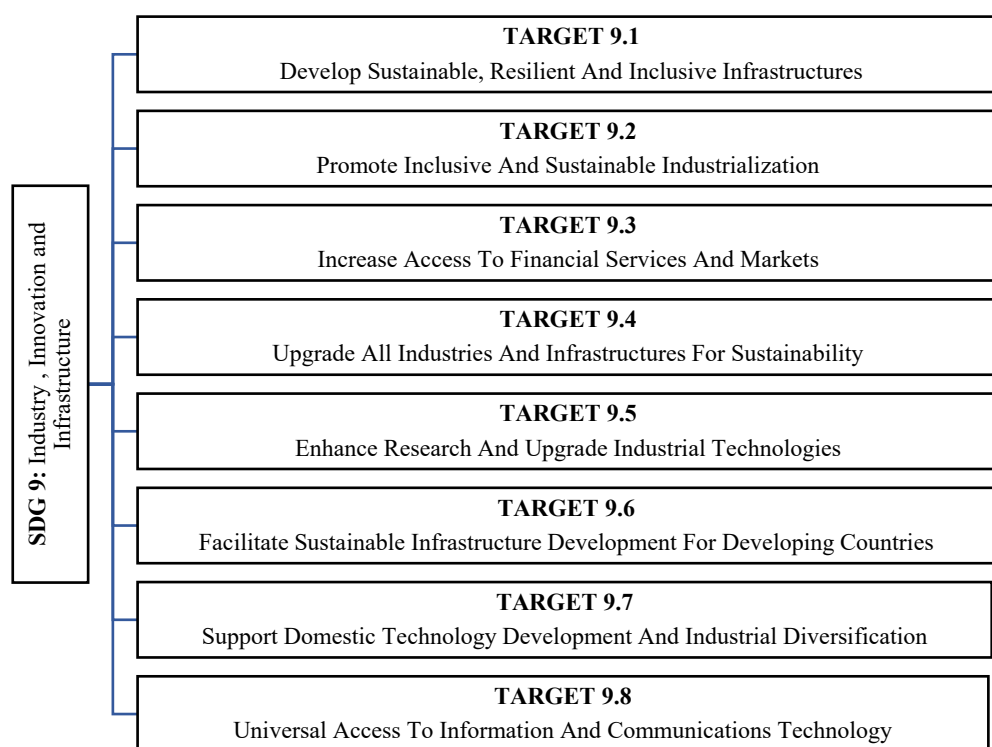 SDG 9: Industry , Innovation and
Infrastructure
TARGET 9.1
Develop Sustainable, Resilient And Inclusive Infrastructures
TARGET 9.2
Promote Inclusive And Sustainable Industrialization
TARGET 9.3
Increase Access To Financial Services And Markets
TARGET 9.4
Upgrade All Industries And Infrastructures For Sustainability
TARGET 9.5
Enhance Research And Upgrade Industrial Technologies
TARGET 9.6
Facilitate Sustainable Infrastructure Development For Developing Countries
TARGET 9.7
Support Domestic Technology Development And Industrial Diversification
TARGET 9.8
Universal Access To Information And Communications Technology